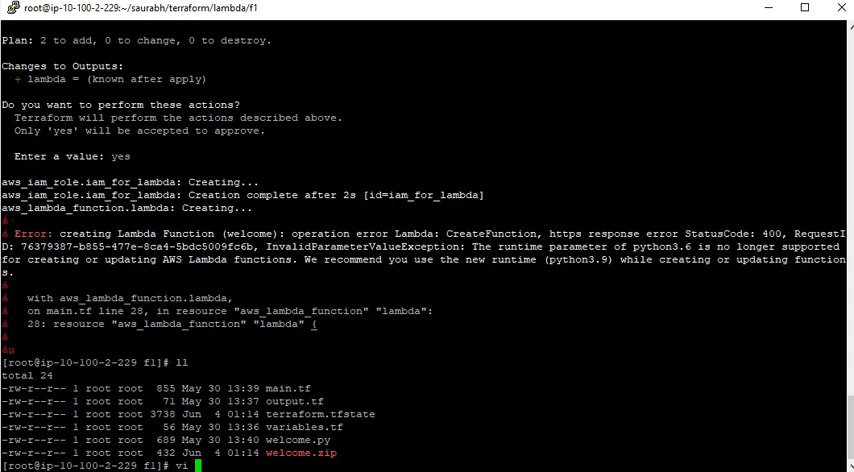 root@ip-10-100-2-229:~/saurabh/terraform/lambda/f1
Plan: 2 to add, 0 to change, 0 to destroy.
Changes to Outputs:
+ lambda = (known after apply)
Do you want to perform these actions?
Terraform will perform the actions described above.
Only 'yes' will be accepted to approve.
Enter a value: yes
aws_iam_role.iam_for_lambda: Creating...
aws_iam_role.iam_for_lambda: Creation complete after 2s [id=iam_for_lambda]
aws_lambda_function.lambda: Creating...
Error: creating Lambda Function (welcome): operation error Lambda: CreateFunction, https response error StatusCode: 400, RequestI
D: 76379387-b855-477e-8ca4-5bdc5009fc6b, InvalidParameterValueException: The runtime parameter of python3.6 is no longer supported
for creating or updating AWS Lambda functions. We recommend you use the new runtime (python3.9) while creating or updating function
s.
with aws_lambda_function.lambda,
on main.tf line 28, in resource "aws_lambda_function" "lambda":
28: resource "aws_lambda_function" "lambda" {
[root@ip-10-100-2-229 f1]# ll
total 24
-rw-r--r-- 1 root root  855 May 30 13:39 main.tf
-rw-r--r-- 1 root root   71 May 30 13:37 output.tf
-rw-r--r-- 1 root root 3738 Jun  4 01:14 terraform.tfstate
-rw-r--r-- 1 root root   56 May 30 13:36 variables.tf
-rw-r--r-- 1 root root  689 May 30 13:40 welcome.py
-rw-r--r-- 1 root root  432 Jun  4 01:14 welcome.zip
[root@ip-10-100-2-229 f1]# vi